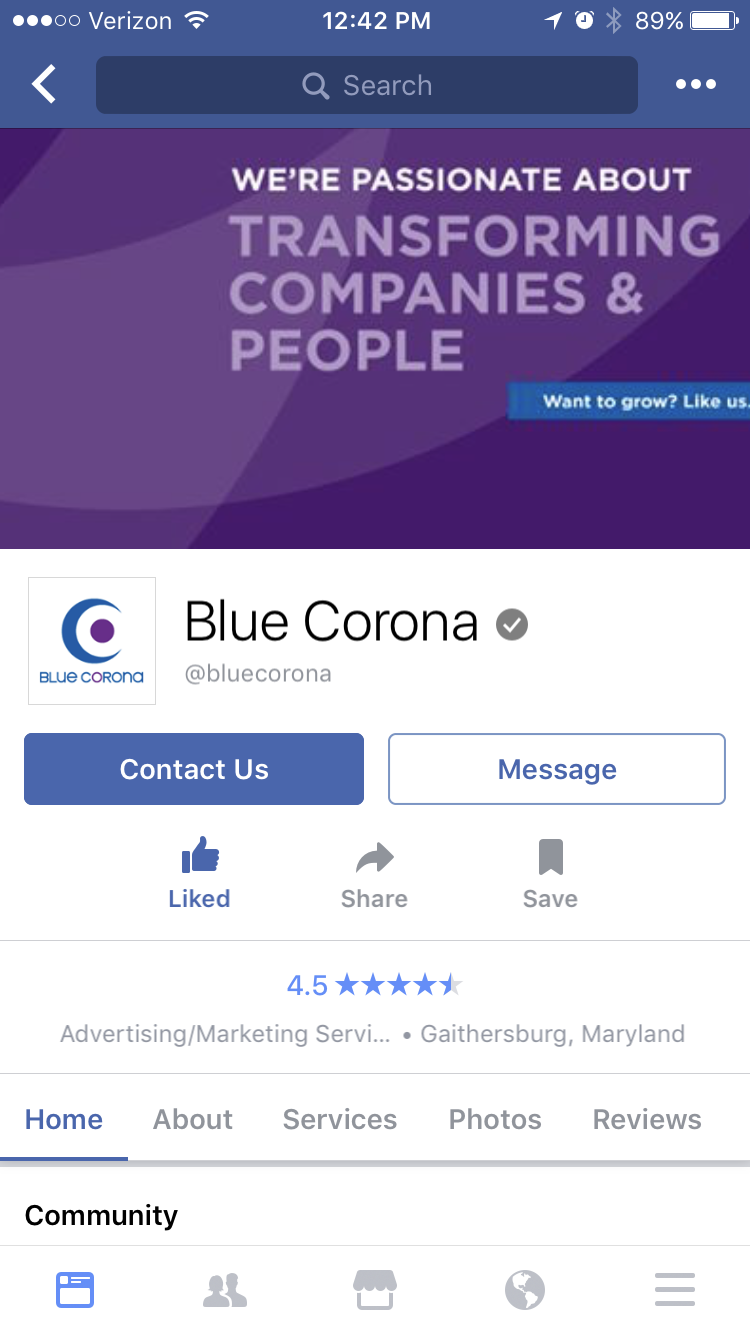 Verizon 12:42 PM 89%
Search
WE'RE PASSIONATE ABOUT
TRANSFORMING
COMPANIES &
PEOPLE
Want to grow? Like us.
Blue Corona
BLUE CORONA
@bluecorona
Contact Us Message
Liked Share Save
4.5
Advertising/Marketing Servi... • Gaithersburg, Maryland
Home About Services Photos Reviews
Community